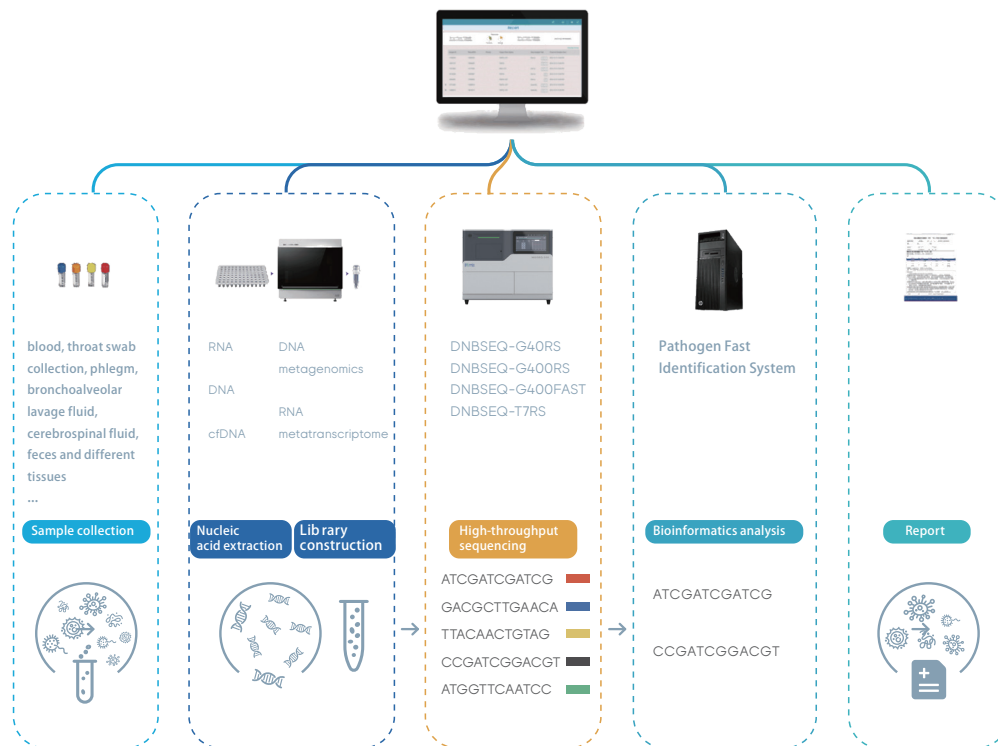 blood, throat swab
collection, phlegm,
bronchoalveolar
lavage fluid,
cerebrospinal fluid,
feces and different
tissues
...
Sample collection
RNA
DNA
cfDNA
DNA
metagenomics
RNA
metatranscriptome
Nucleic
acid extraction
Lib rary
construction
DNBSEQ-G40RS
DNBSEQ-G400RS
DNBSEQ-G400FAST
DNBSEQ-T7RS
High-throughput
sequencing
ATCGATCGATCG
GACGCTTGAACA
TTACAACTGTAG
CCGATCGGACGT
ATGGTTCAATCC
Pathogen Fast
Identification System
Bioinformatics analysis
ATCGATCGATCG
CCGATCGGACGT
Report